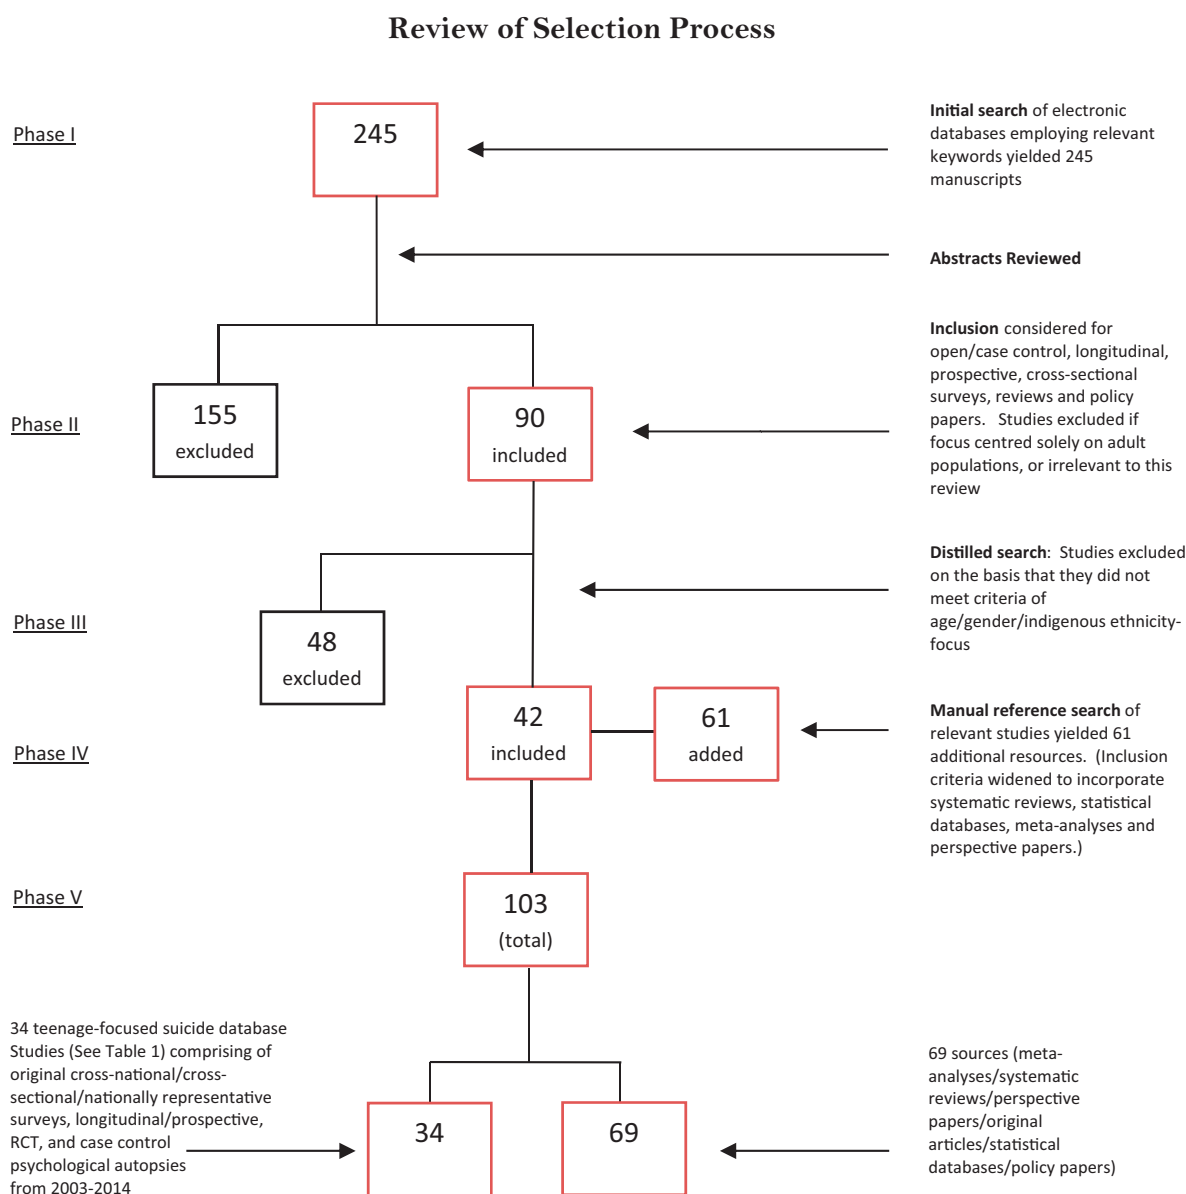 Review of Selection Process
Phase I
245
Initial search of electronic
databases employing relevant
keywords yielded 245
manuscripts
Abstracts Reviewed
Phase II
155
excluded
90
included
Inclusion considered for
open/case control, longitudinal,
prospective, cross-sectional
surveys, reviews and policy
papers. Studies excluded if
focus centred solely on adult
populations, or irrelevant to this
review
Phase III
48
excluded
Distilled search: Studies excluded
on the basis that they did not
meet criteria of
age/gender/indigenous ethnicity-
focus
Phase IV
42
included
61
added
Manual reference search of
relevant studies yielded 61
additional resources. (Inclusion
criteria widened to incorporate
systematic reviews, statistical
databases, meta-analyses and
perspective papers.)
Phase V
103
(total)
34 teenage-focused suicide database
Studies (See Table 1) comprising of
original cross-national/cross-
sectional/nationally representative
surveys, longitudinal/prospective,
RCT, and case control
psychological autopsies
from 2003-2014
34
69
69 sources (meta-
analyses/systematic
reviews/perspective
papers/original
articles/statistical
databases/policy papers)